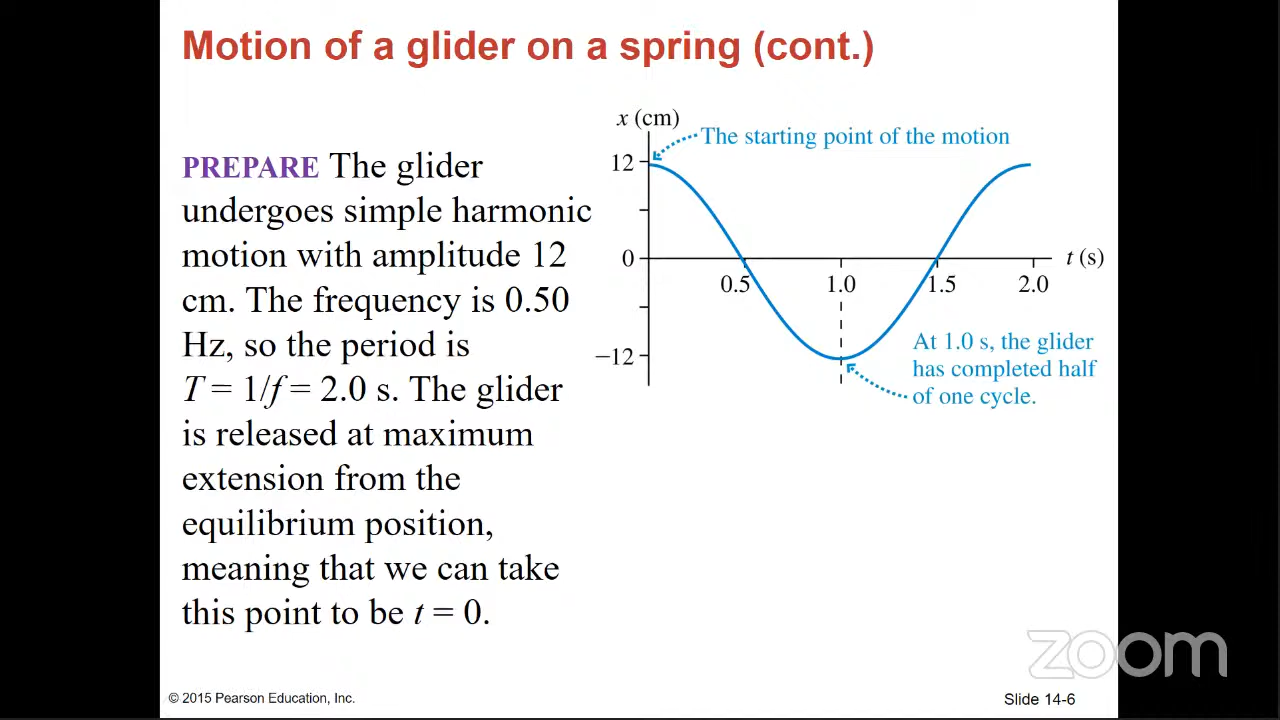 Motion of a glider on a spring (cont.)
PREPARE The glider
undergoes simple harmonic
motion with amplitude 12
cm. The frequency is 0.50
Hz, so the period is
T = 1/f = 2.0 s. The glider
is released at maximum
extension from the
equilibrium position,
meaning that we can take
this point to be t = 0.
x (cm)
The starting point of the motion
12
0
t (s)
0.5
1.0
1.5
2.0
−12
At 1.0 s, the glider
has completed half
of one cycle.
zoom
© 2015 Pearson Education, Inc.
Slide 14-6